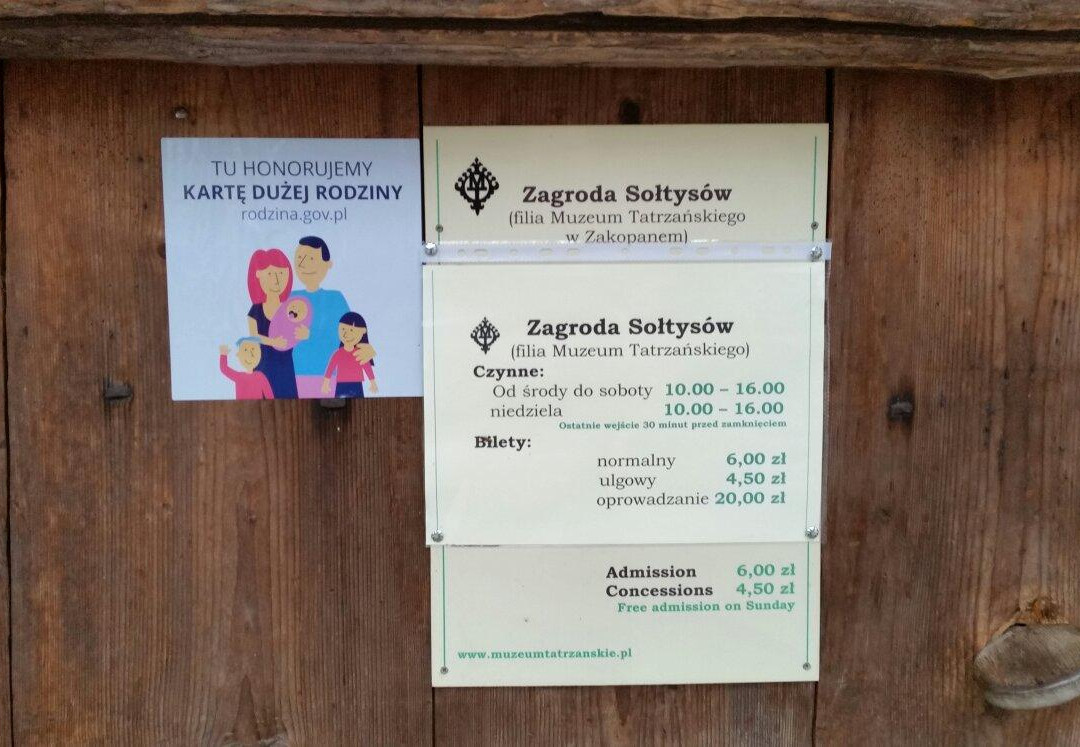 TU HONORUJEMY
KARTĘ DUŻEJ RODZINY
rodzina.gov.pl
Zagroda Sołtysów
(filia Muzeum Tatrzańskiego
w Zakopanem)
Zagroda Sołtysów
(filia Muzeum Tatrzańskiego)
Czynne:
Od środy do soboty 10.00 – 16.00
niedziela 10.00 – 16.00
Ostatnie wejście 30 minut przed zamknięciem
Bilety:
normalny 6,00 zł
ulgowy 4,50 zł
oprowadzanie 20,00 zł
Admission 6,00 zł
Concessions 4,50 zł
Free admission on Sunday
www.muzeumtatrzanskie.pl